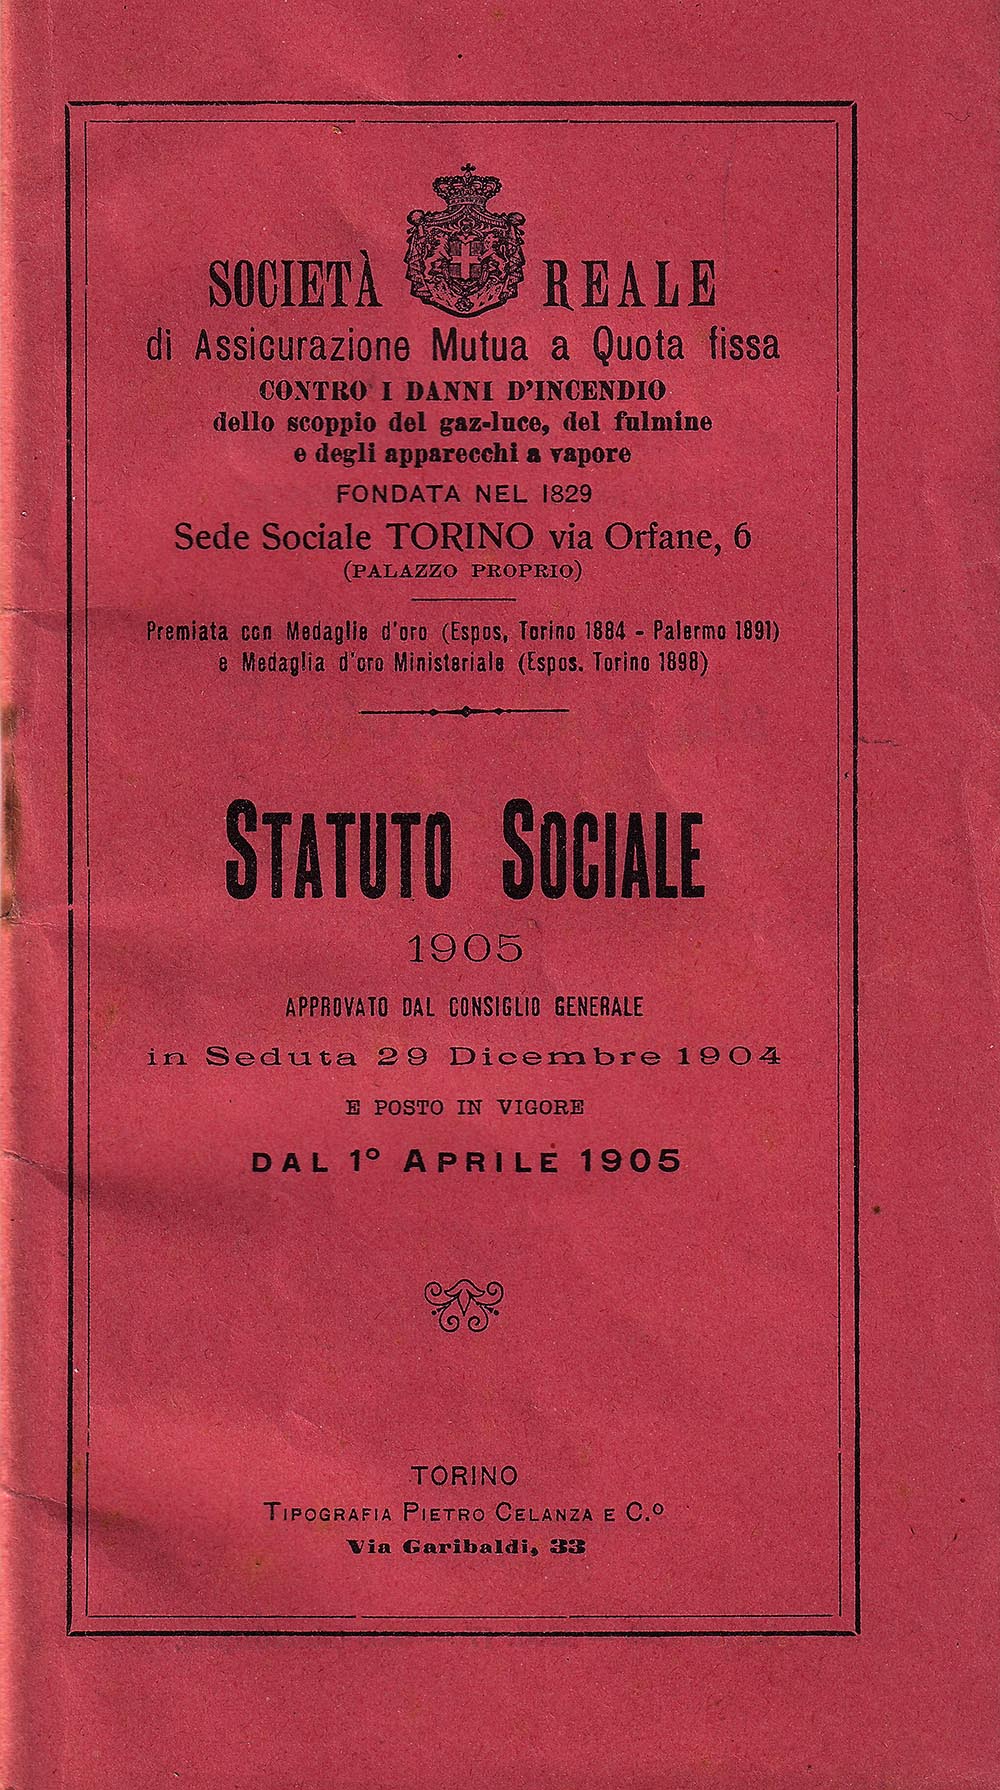 SOCIETÀ REALE
di Assicurazione Mutua a Quota fissa
CONTRO I DANNI D'INCENDIO
dello scoppio del gaz-luce, del fulmine
e degli apparecchi a vapore
FONDATA NEL 1829
Sede Sociale TORINO via Orfane, 6
(PALAZZO PROPRIO)
Premiata con Medaglie d'oro (Espos. Torino 1884 - Palermo 1891)
e Medaglia d'oro Ministeriale (Espos. Torino 1898)
STATUTO SOCIALE
1905
APPROVATO DAL CONSIGLIO GENERALE
in Seduta 29 Dicembre 1904
E POSTO IN VIGORE
DAL 1° APRILE 1905
TORINO
TIPOGRAFIA PIETRO CELANZA E C.º
Via Garibaldi, 33